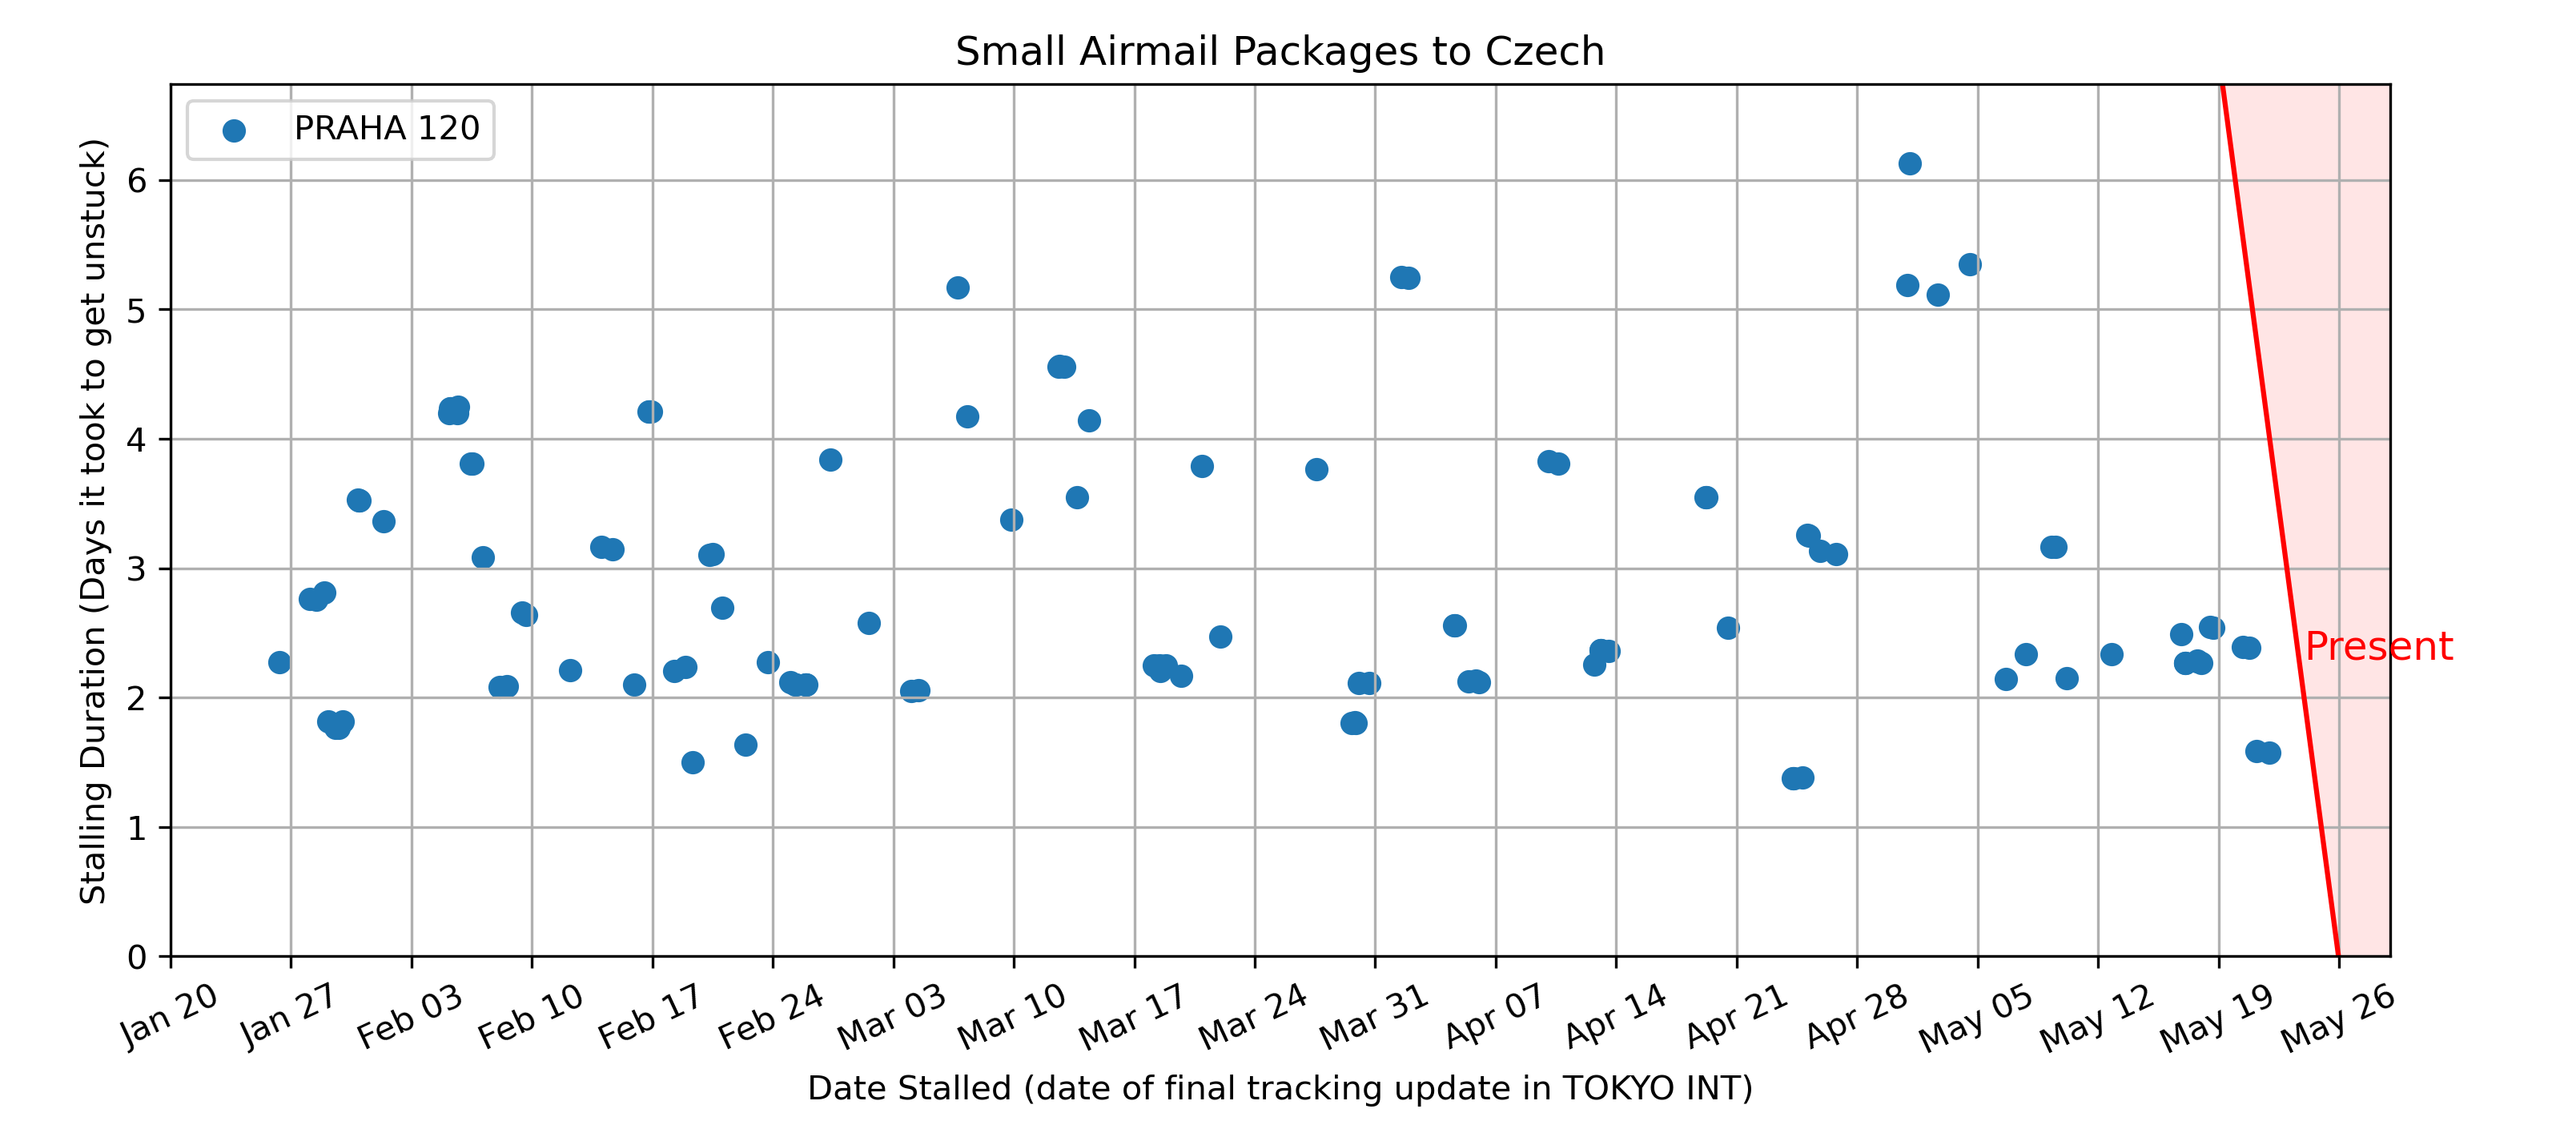 Small Airmail Packages to Czech
PRAHA 120
Stalling Duration (Days it took to get unstuck)
6
5
4
3
2
1
0
Present
Jan 20
Jan 27
Feb 03
Feb 10
Feb 17
Feb 24
Mar 03
Mar 10
Mar 17
Mar 24
Mar 31
Apr 07
Apr 14
Apr 21
Apr 28
May 05
May 12
May 19
May 26
Date Stalled (date of final tracking update in TOKYO INT)